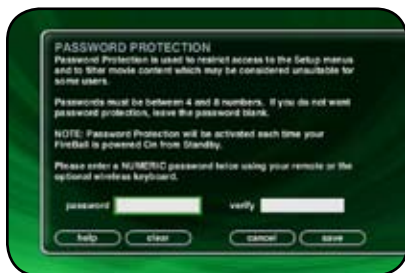 PASSWORD PROTECTION
Password Protection is used to restrict access to the Setup menus
and to filter movie content which may be considered unsuitable for
some users.
Passwords must be between 4 and 8 numbers. If you do not want
password protection, leave the password blank.
NOTE: Password Protection will be activated each time your
FireBall is powered On from Standby.
Please enter a NUMERIC password twice using your remote or the
optional wireless keyboard.
password verify
help clear cancel save